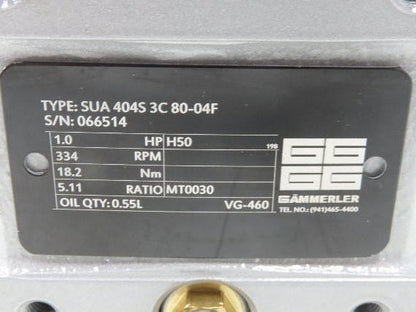 TYPE: SUA 404S 3C 80-04F
S/N: 066514
1.0 HP H50 198
334 RPM
18.2 Nm
5.11 RATIO MT0030
OIL QTY: 0.55L VG-460
GÄMMERLER
TEL. NO.: (941)465-4400